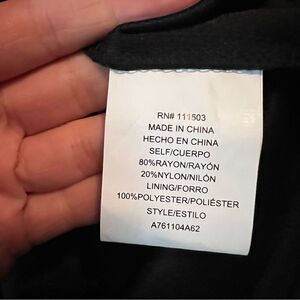 RN# 111503
MADE IN CHINA
HECHO EN CHINA
SELF/CUERPO
80%RAYON/RAYÓN
20%NYLON/NILÓN
LINING/FORRO
100%POLYESTER/POLIÉSTER
STYLE/ESTILO
A761104A62